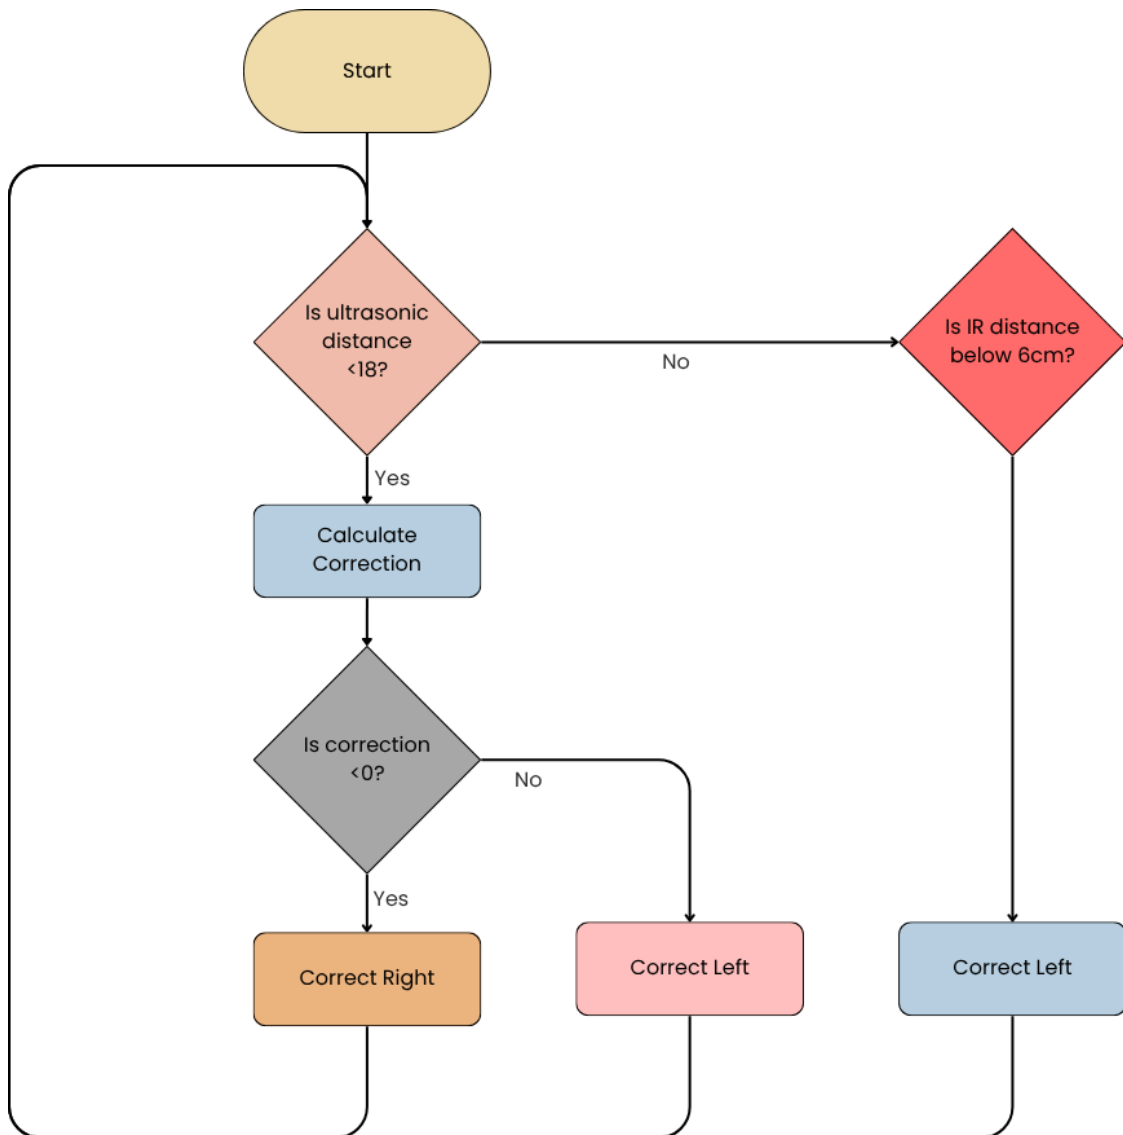 Start
Is ultrasonic
distance
<18?
No
Is IR distance
below 6cm?
Yes
Calculate
Correction
Is correction
<0?
No
Yes
Correct Right
Correct Left
Correct Left